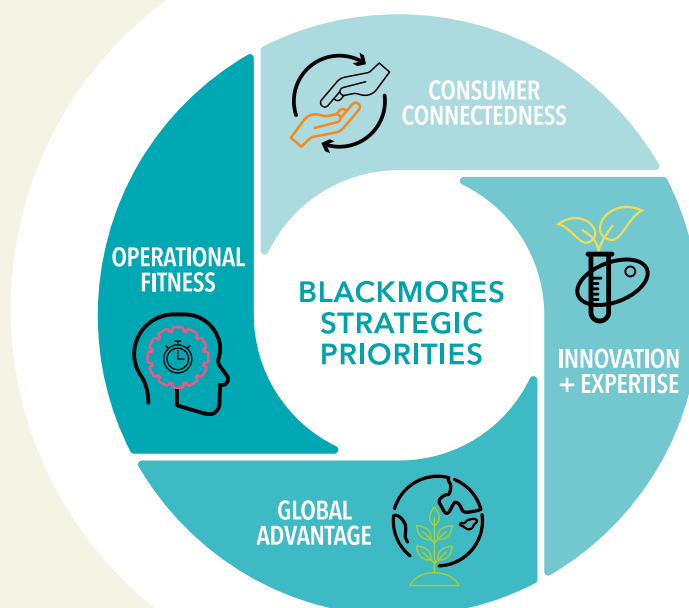 CONSUMER
CONNECTEDNESS
OPERATIONAL
FITNESS
BLACKMORES
STRATEGIC
PRIORITIES
INNOVATION
+ EXPERTISE
GLOBAL
ADVANTAGE